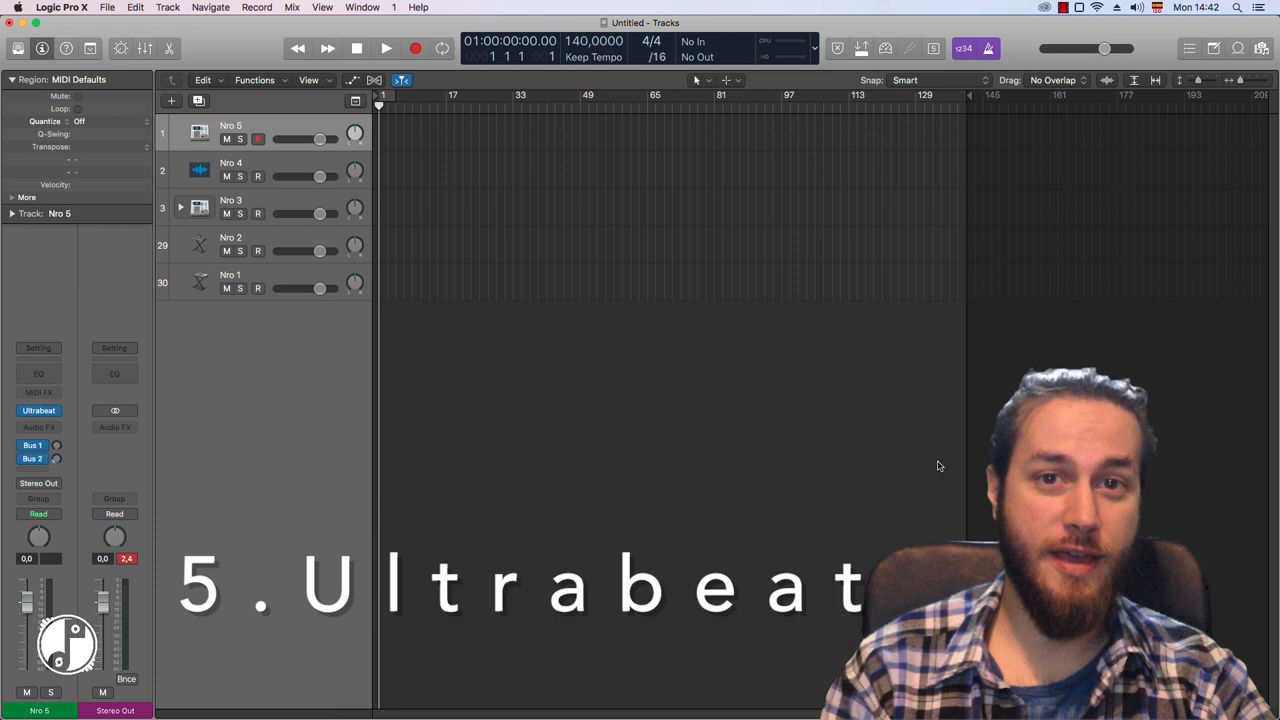 Logic Pro X File Edit Track Navigate Record Mix View Window 1 Help Mon 14:42
Untitled - Tracks
01:00:00:00.00 140,0000 4/4 No In CPU
1 1 1 1 Keep Tempo /16 No Out HD
1234
Region: MIDI Defaults
Edit Functions View Snap: Smart Drag: No Overlap
Mute:
Loop:
Quantize Off
Q-Swing:
Transpose:
Velocity:
More
Track: Nro 5
1 17 33 49 65 81 97 113 129 145 161 177 193 209
1 Nro 5
M S R
2 Nro 4
M S R
3 Nro 3
M S R
29 Nro 2
M S R
30 Nro 1
M S R
Setting Setting
EQ EQ
MIDI FX
Ultrabeat
Audio FX Audio FX
Bus 1
Bus 2
Stereo Out
Group Group
Read Read
0,0 0,0 2,4
5. Ultrabeat
Bnce
M S M
Nro 5 Stereo Out